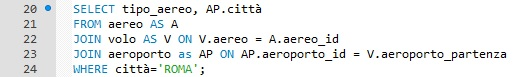 20 SELECT tipo_aereo, AP.città
21 FROM aereo AS A
22 JOIN volo AS V ON V.aereo = A.aereo_id
23 JOIN aeroporto as AP ON AP.aeroporto_id = V.aeroporto_partenza
24 WHERE città='ROMA';